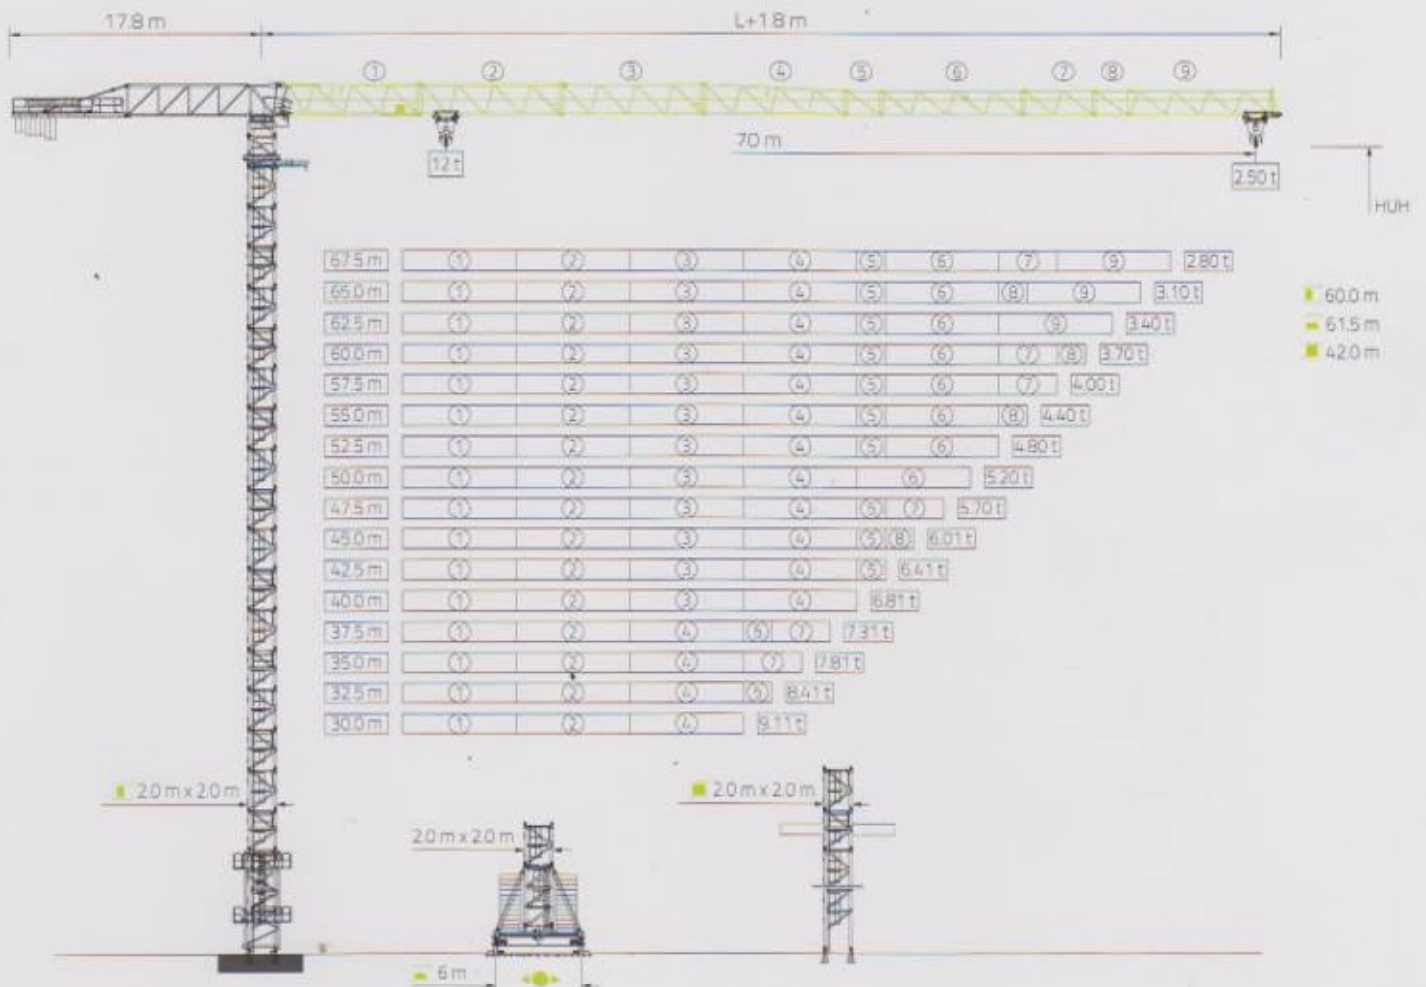 17.8 m L+1.8 m
① ② ③ ④ ⑤ ⑥ ⑦ ⑧ ⑨
70 m
12 t 2.50 t
HUH
67.5 m ① ② ③ ④ ⑤ ⑥ ⑦ ⑨ 2.80 t
65.0 m ① ② ③ ④ ⑤ ⑥ ⑧ ⑨ 3.10 t
62.5 m ① ② ③ ④ ⑤ ⑥ ⑨ 3.40 t
60.0 m ① ② ③ ④ ⑤ ⑥ ⑦ ⑧ 3.70 t
57.5 m ① ② ③ ④ ⑤ ⑥ ⑦ 4.00 t
55.0 m ① ② ③ ④ ⑤ ⑥ ⑧ 4.40 t
52.5 m ① ② ③ ④ ⑤ ⑥ 4.80 t
50.0 m ① ② ③ ④ ⑥ 5.20 t
47.5 m ① ② ③ ④ ⑤ ⑦ 5.70 t
45.0 m ① ② ③ ④ ⑤ ⑧ 6.01 t
42.5 m ① ② ③ ④ ⑤ 6.41 t
40.0 m ① ② ③ ④ 6.81 t
37.5 m ① ② ④ ⑤ ⑦ 7.31 t
35.0 m ① ② ④ ⑦ 7.81 t
32.5 m ① ② ④ ⑤ 8.41 t
30.0 m ① ② ④ 9.11 t
60.0 m
61.5 m
42.0 m
2.0 m x 2.0 m
2.0 m x 2.0 m
2.0 m x 2.0 m
6 m